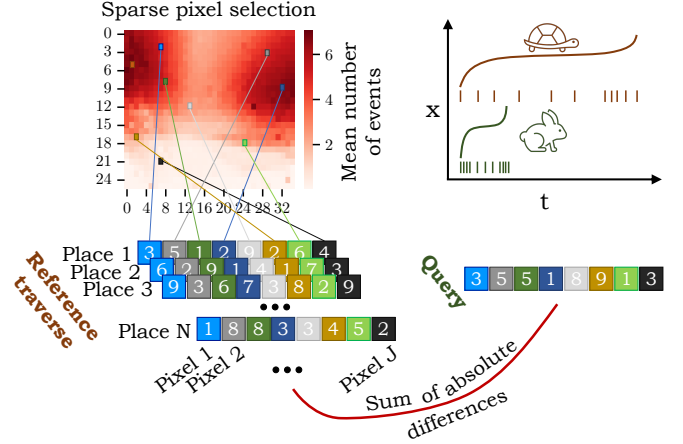 Sparse pixel selection
0
3
6
9
12
15
18
21
24
0 4 8 12 16 20 24 28 32
6
4
2
Mean number
of events
x
t
Place 1 3 5 1 2 9 2 6 4
Place 2 6 2 9 1 4 1 7 3
Place 3 9 3 6 7 3 8 2 9
•••
Place N 1 8 8 3 3 4 5 2
Pixel 1
Pixel 2
Pixel J
•••
Reference
traverse
Query
3 5 5 1 8 9 1 3
Sum of absolute
differences